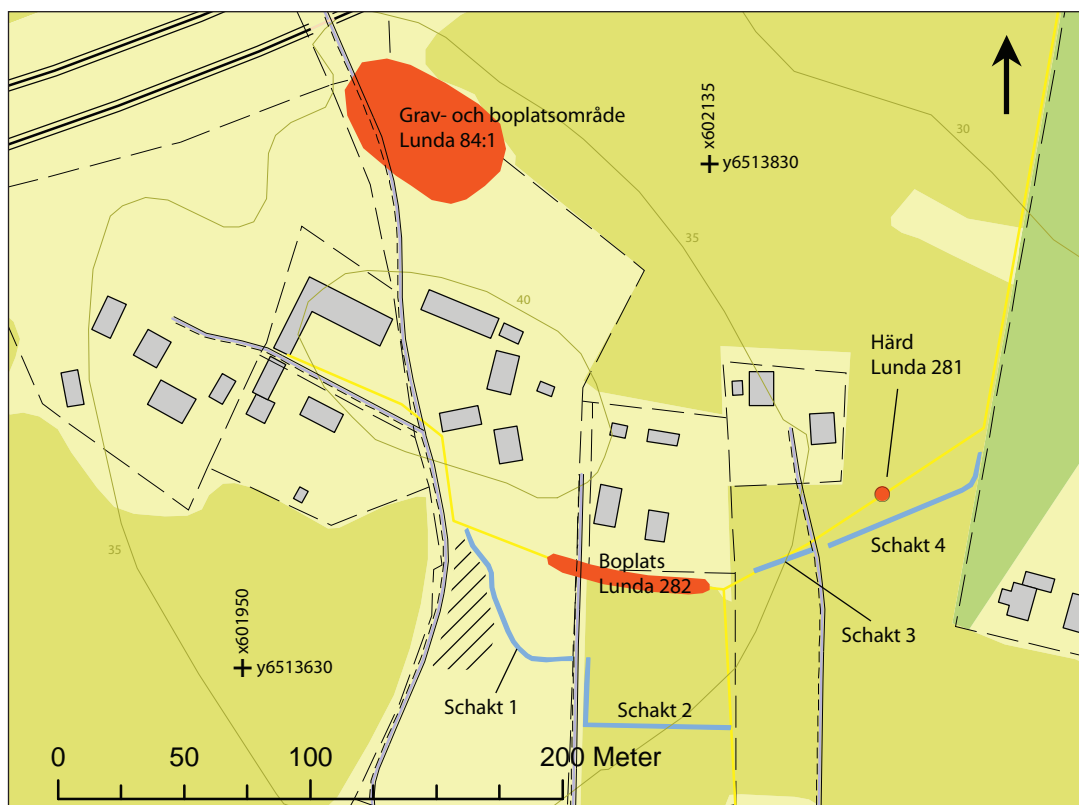 Grav- och boplatsområde
Lunda 84:1
x602135
y6513830
30
35
40
Härd
Lunda 281
35
Boplats
Lunda 282
Schakt 4
Schakt 3
x601950
y6513630
Schakt 1
Schakt 2
0 50 100 200 Meter